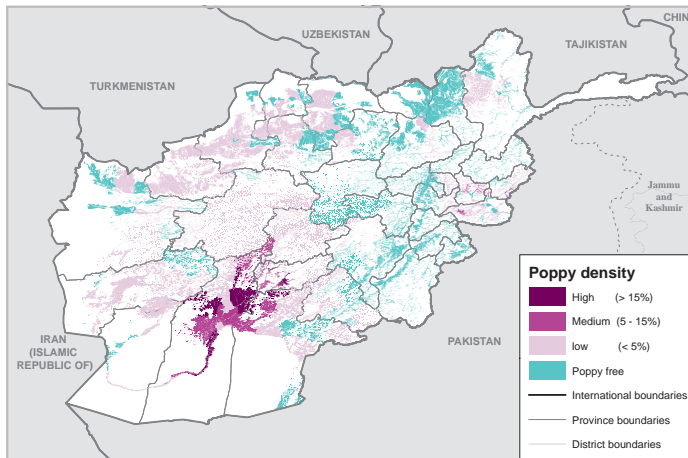 CHIN
UZBEKISTAN
TAJIKISTAN
TURKMENISTAN
Jammu
and
Kashmir
IRAN
(ISLAMIC
REPUBLIC OF)
PAKISTAN
Poppy density
High (> 15%)
Medium (5 - 15%)
low (< 5%)
Poppy free
International boundaries
Province boundaries
District boundaries